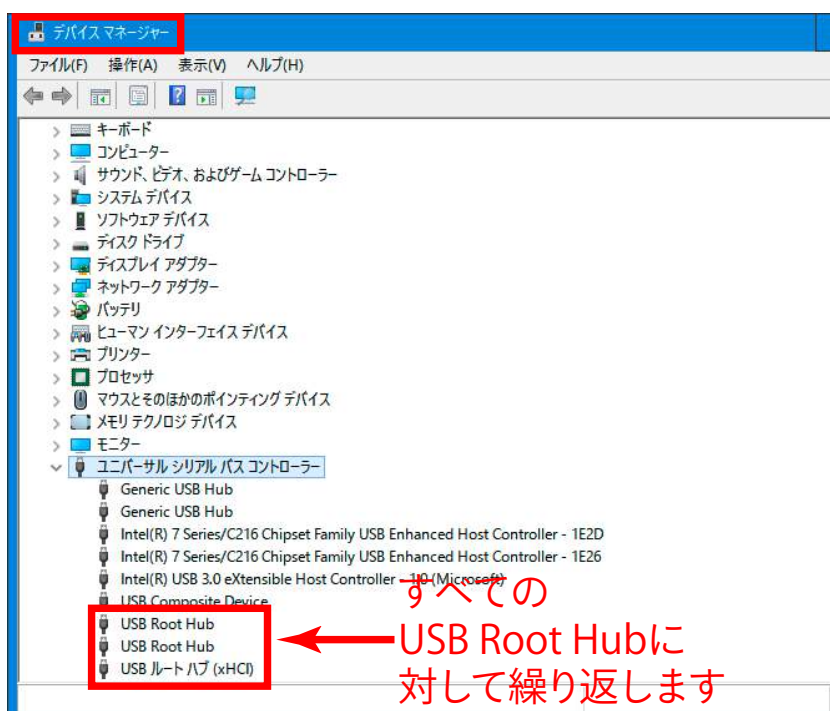 デバイス マネージャー
ファイル(F) 操作(A) 表示(V) ヘルプ(H)
キーボード
コンピューター
サウンド、ビデオ、およびゲーム コントローラー
システム デバイス
ソフトウェア デバイス
ディスク ドライブ
ディスプレイ アダプター
ネットワーク アダプター
バッテリ
ヒューマン インターフェイス デバイス
プリンター
プロセッサ
マウスとそのほかのポインティング デバイス
メモリ テクノロジ デバイス
モニター
ユニバーサル シリアル バス コントローラー
Generic USB Hub
Generic USB Hub
Intel(R) 7 Series/C216 Chipset Family USB Enhanced Host Controller - 1E2D
Intel(R) 7 Series/C216 Chipset Family USB Enhanced Host Controller - 1E26
Intel(R) USB 3.0 eXtensible Host Controller - 1.0 (Microsoft)
USB Composite Device
USB Root Hub
USB Root Hub
USB ルート ハブ (xHCI)
すべての
USB Root Hubに
対して繰り返します